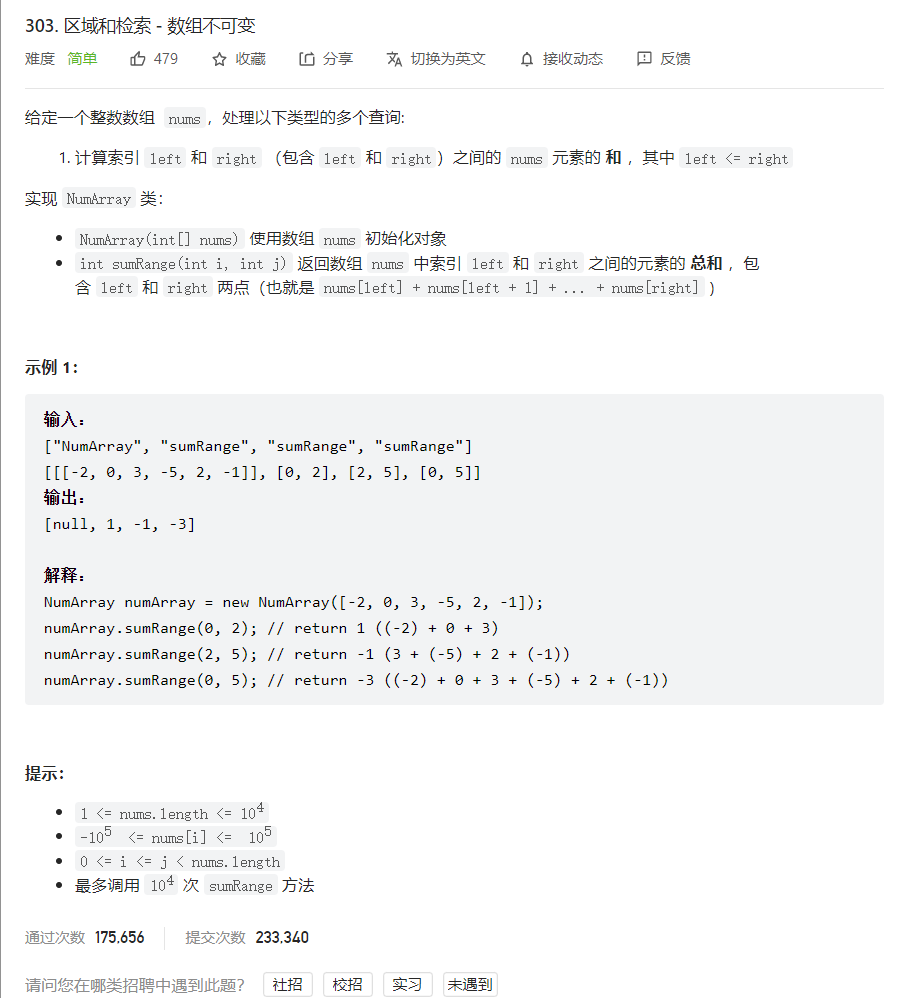 303. 区域和检索 - 数组不可变
难度 简单 479 收藏 分享 切换为英文 接收动态 反馈
给定一个整数数组 nums，处理以下类型的多个查询:
1. 计算索引 left 和 right （包含 left 和 right）之间的 nums 元素的 和 ，其中 left <= right
实现 NumArray 类：
• NumArray(int[] nums) 使用数组 nums 初始化对象
• int sumRange(int i, int j) 返回数组 nums 中索引 left 和 right 之间的元素的 总和 ，包
含 left 和 right 两点（也就是 nums[left] + nums[left + 1] + ... + nums[right] )
示例 1：
输入：
["NumArray", "sumRange", "sumRange", "sumRange"]
[[[-2, 0, 3, -5, 2, -1]], [0, 2], [2, 5], [0, 5]]
输出：
[null, 1, -1, -3]
解释：
NumArray numArray = new NumArray([-2, 0, 3, -5, 2, -1]);
numArray.sumRange(0, 2); // return 1 ((-2) + 0 + 3)
numArray.sumRange(2, 5); // return -1 (3 + (-5) + 2 + (-1))
numArray.sumRange(0, 5); // return -3 ((-2) + 0 + 3 + (-5) + 2 + (-1))
提示：
• 1 <= nums.length <= 10⁴
• -10⁵ <= nums[i] <= 10⁵
• 0 <= i <= j < nums.length
• 最多调用 10⁴ 次 sumRange 方法
通过次数 175,656 提交次数 233,340
请问您在哪类招聘中遇到此题？ 社招 校招 实习 未遇到